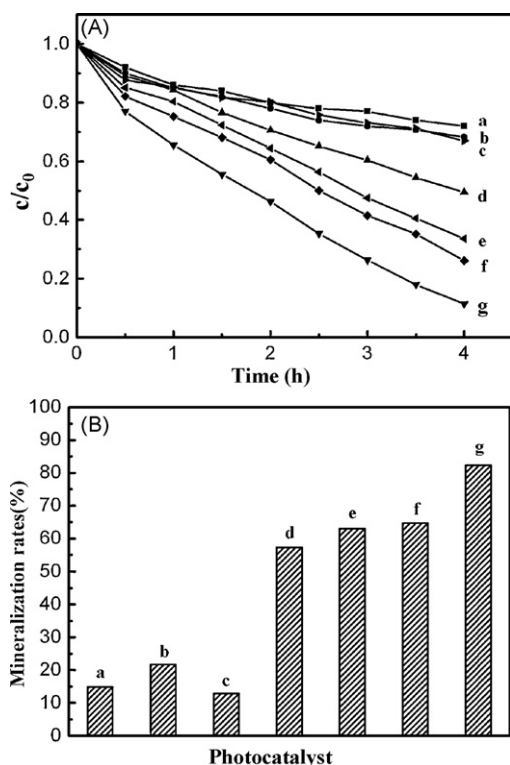 (A)
1.0
0.8
0.6
0.4
0.2
0.0
c/c0
a
b
c
d
e
f
g
0 1 2 3 4
Time (h)
(B)
100
90
80
70
60
50
40
30
20
10
0
Mineralization rates(%)
a
b
c
d
e
f
g
Photocatalyst